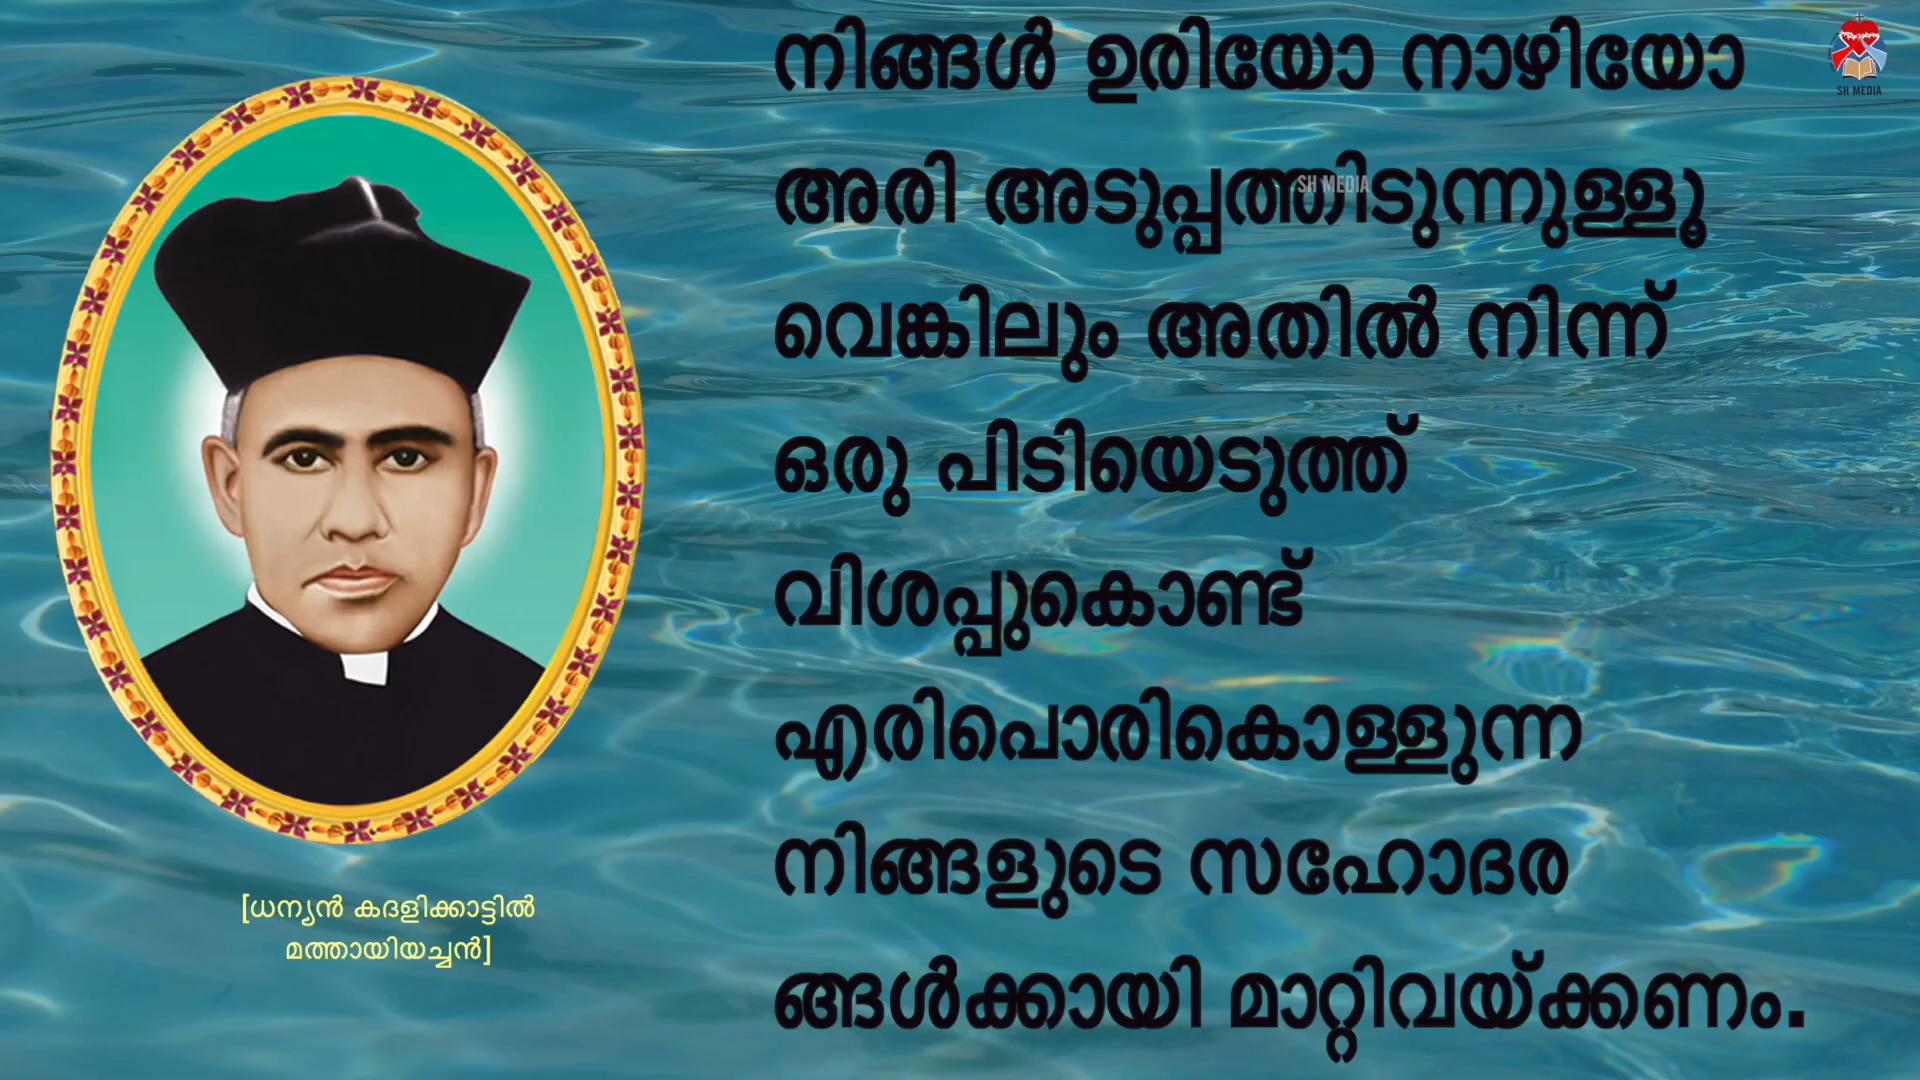 നിങ്ങൾ ഉരിയോ നാഴിയോ
അരി അടുപ്പത്തിടുന്നുള്ളൂ
വെങ്കിലും അതിൽ നിന്ന്
ഒരു പിടിയെടുത്ത്
വിശപ്പുകൊണ്ട്
എരിപൊരികൊള്ളുന്ന
നിങ്ങളുടെ സഹോദര
ങ്ങൾക്കായി മാറ്റിവയ്ക്കണം.
SH MEDIA
SH MEDIA
[ധന്യൻ കദളിക്കാട്ടിൽ
മത്തായിയച്ചൻ]